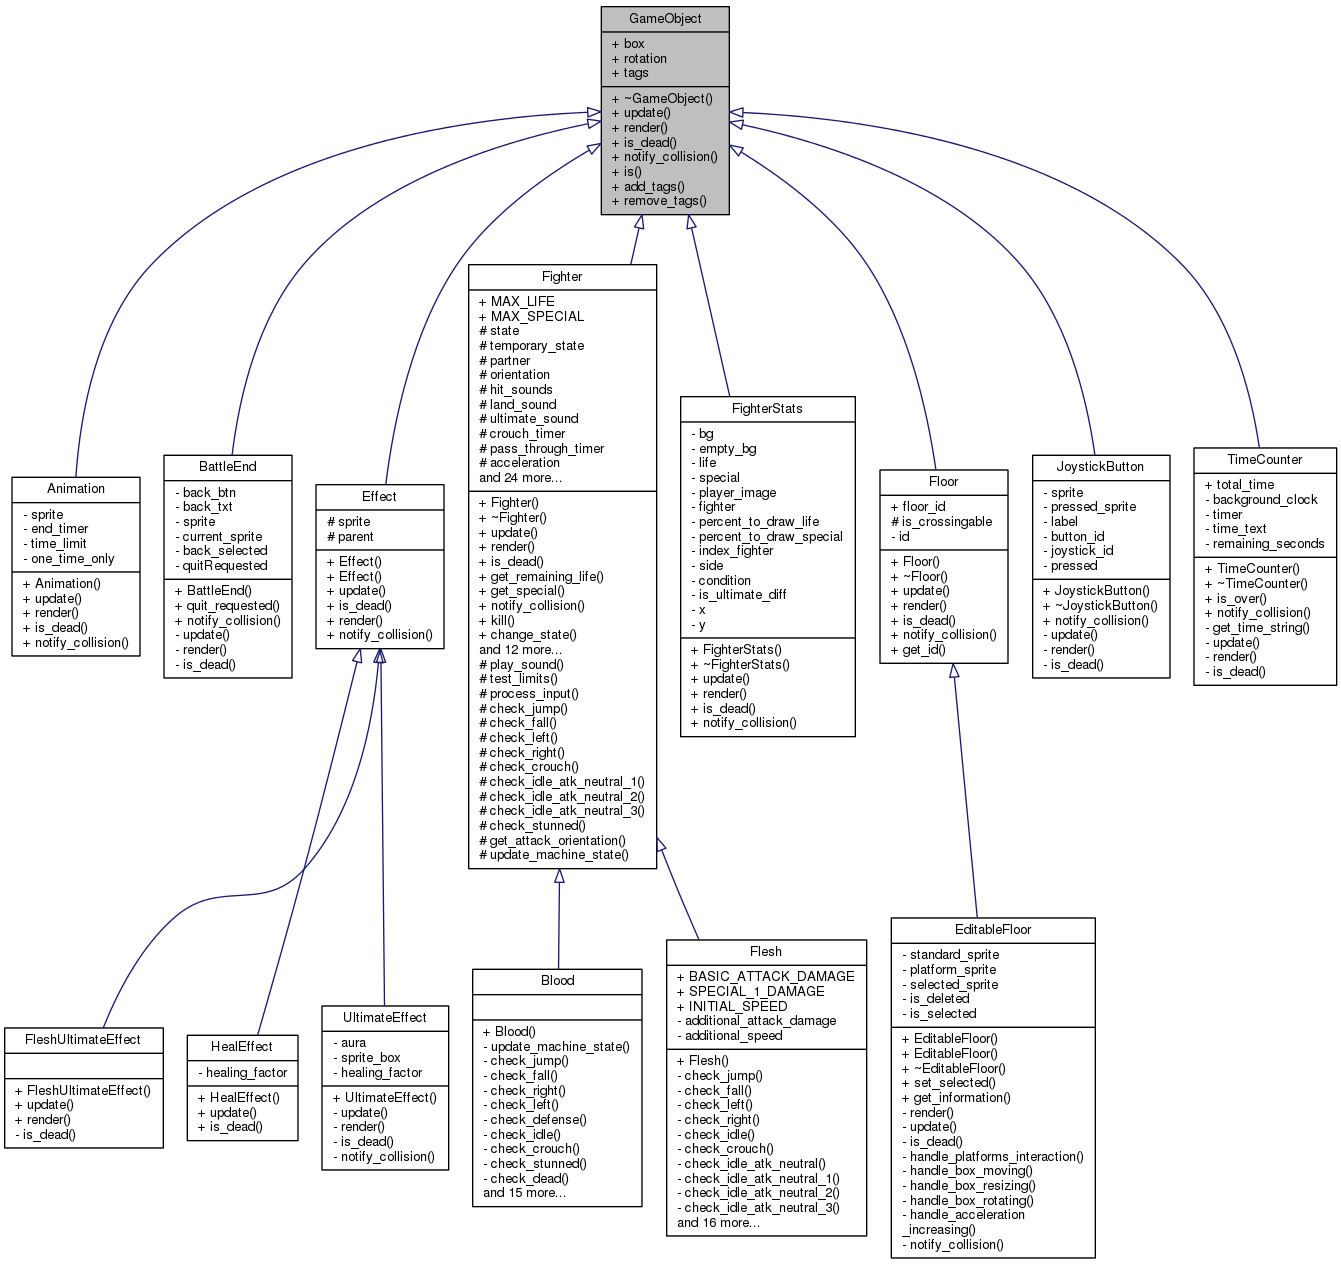 GameObject
+ box
+ rotation
+ tags
+ ~GameObject()
+ update()
+ render()
+ is_dead()
+ notify_collision()
+ is()
+ add_tags()
+ remove_tags()
Fighter
+ MAX_LIFE
+ MAX_SPECIAL
# state
# temporary_state
# partner
# orientation
# hit_sounds
# land_sound
# ultimate_sound
# crouch_timer
# pass_through_timer
# acceleration
and 24 more...
+ Fighter()
+ ~Fighter()
+ update()
+ render()
+ is_dead()
+ get_remaining_life()
+ get_special()
+ notify_collision()
+ kill()
+ change_state()
and 12 more...
# play_sound()
# test_limits()
# process_input()
# check_jump()
# check_fall()
# check_left()
# check_right()
# check_crouch()
# check_idle_atk_neutral_1()
# check_idle_atk_neutral_2()
# check_idle_atk_neutral_3()
# check_stunned()
# get_attack_orientation()
# update_machine_state()
FighterStats
- bg
- empty_bg
- life
- special
- player_image
- fighter
- percent_to_draw_life
- percent_to_draw_special
- index_fighter
- side
- condition
- is_ultimate_diff
- x
- y
+ FighterStats()
+ ~FighterStats()
+ update()
+ render()
+ is_dead()
+ notify_collision()
Animation
- sprite
- end_timer
- time_limit
- one_time_only
+ Animation()
+ update()
+ render()
+ is_dead()
+ notify_collision()
BattleEnd
- back_btn
- back_txt
- sprite
- current_sprite
- back_selected
- quitRequested
+ BattleEnd()
+ quit_requested()
+ notify_collision()
- update()
- render()
- is_dead()
Effect
# sprite
# parent
+ Effect()
+ Effect()
+ update()
+ is_dead()
+ render()
+ notify_collision()
Floor
+ floor_id
# is_crossingable
- id
+ Floor()
+ ~Floor()
+ update()
+ render()
+ is_dead()
+ notify_collision()
+ get_id()
JoystickButton
- sprite
- pressed_sprite
- label
- button_id
- joystick_id
- pressed
+ JoystickButton()
+ ~JoystickButton()
+ notify_collision()
- update()
- render()
- is_dead()
TimeCounter
+ total_time
- background_clock
- timer
- time_text
- remaining_seconds
+ TimeCounter()
+ ~TimeCounter()
+ is_over()
+ notify_collision()
- get_time_string()
- update()
- render()
- is_dead()
FleshUltimateEffect
+ FleshUltimateEffect()
+ update()
+ render()
- is_dead()
HealEffect
- healing_factor
+ HealEffect()
+ update()
+ is_dead()
UltimateEffect
- aura
- sprite_box
- healing_factor
+ UltimateEffect()
- update()
- render()
- is_dead()
- notify_collision()
Blood
+ Blood()
- update_machine_state()
- check_jump()
- check_fall()
- check_right()
- check_left()
- check_defense()
- check_idle()
- check_crouch()
- check_stunned()
- check_dead()
and 15 more...
Flesh
+ BASIC_ATTACK_DAMAGE
+ SPECIAL_1_DAMAGE
+ INITIAL_SPEED
- additional_attack_damage
- additional_speed
+ Flesh()
- check_jump()
- check_fall()
- check_left()
- check_right()
- check_idle()
- check_crouch()
- check_idle_atk_neutral()
- check_idle_atk_neutral_1()
- check_idle_atk_neutral_2()
- check_idle_atk_neutral_3()
and 16 more...
EditableFloor
- standard_sprite
- platform_sprite
- selected_sprite
- is_deleted
- is_selected
+ EditableFloor()
+ EditableFloor()
+ ~EditableFloor()
+ set_selected()
+ get_information()
- render()
- update()
- is_dead()
- handle_platforms_interaction()
- handle_box_moving()
- handle_box_resizing()
- handle_box_rotating()
- handle_acceleration
_increasing()
- notify_collision()